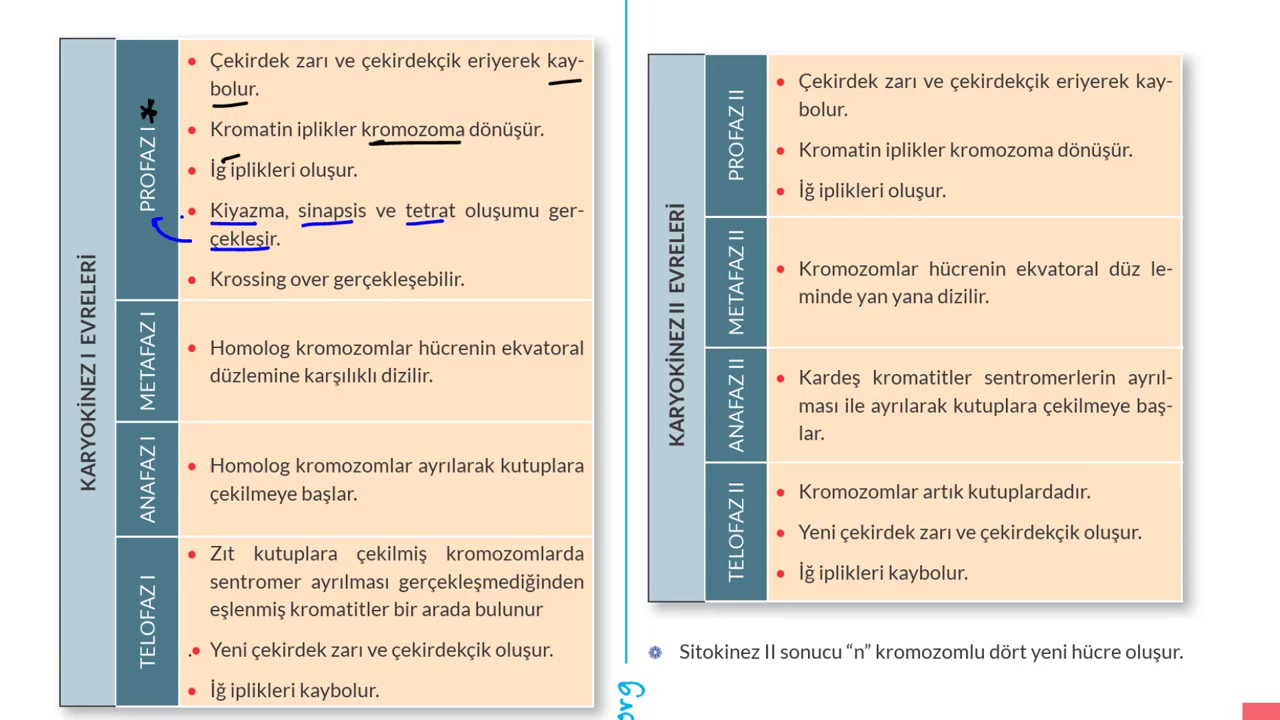 KARYOKİNEZ I EVRELERİ
PROFAZ I
Çekirdek zarı ve çekirdekçik eriyerek kay-
bolur.
Kromatin iplikler kromozoma dönüşür.
İğ iplikleri oluşur.
Kiyazma, sinapsis ve tetrat oluşumu ger-
çekleşir.
Krossing over gerçekleşebilir.
METAFAZ I
Homolog kromozomlar hücrenin ekvatoral
düzlemine karşılıklı dizilir.
ANAFAZ I
Homolog kromozomlar ayrılarak kutuplara
çekilmeye başlar.
TELOFAZ I
Zıt kutuplara çekilmiş kromozomlarda
sentromer ayrılması gerçekleşmediğinden
eşlenmiş kromatitler bir arada bulunur
Yeni çekirdek zarı ve çekirdekçik oluşur.
İğ iplikleri kaybolur.
org
KARYOKİNEZ II EVRELERİ
PROFAZ II
Çekirdek zarı ve çekirdekçik eriyerek kay-
bolur.
Kromatin iplikler kromozoma dönüşür.
İğ iplikleri oluşur.
METAFAZ II
Kromozomlar hücrenin ekvatoral düz le-
minde yan yana dizilir.
ANAFAZ II
Kardeş kromatitler sentromerlerin ayrıl-
ması ile ayrılarak kutuplara çekilmeye baş-
lar.
TELOFAZ II
Kromozomlar artık kutuplardadır.
Yeni çekirdek zarı ve çekirdekçik oluşur.
İğ iplikleri kaybolur.
Sitokinez II sonucu "n" kromozomlu dört yeni hücre oluşur.